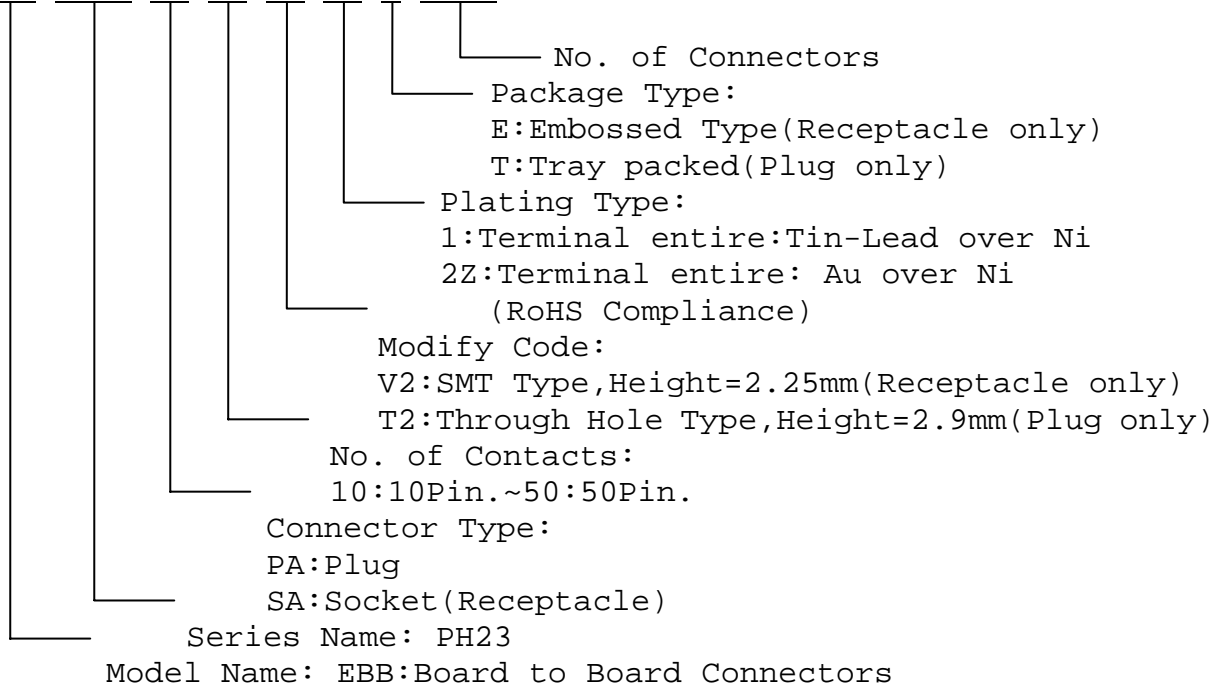 No. of Connectors
Package Type:
E:Embossed Type(Receptacle only)
T:Tray packed(Plug only)
Plating Type:
1:Terminal entire:Tin-Lead over Ni
2Z:Terminal entire: Au over Ni
(RoHS Compliance)
Modify Code:
V2:SMT Type,Height=2.25mm(Receptacle only)
T2:Through Hole Type,Height=2.9mm(Plug only)
No. of Contacts:
10:10Pin.~50:50Pin.
Connector Type:
PA:Plug
SA:Socket(Receptacle)
Series Name: PH23
Model Name: EBB:Board to Board Connectors